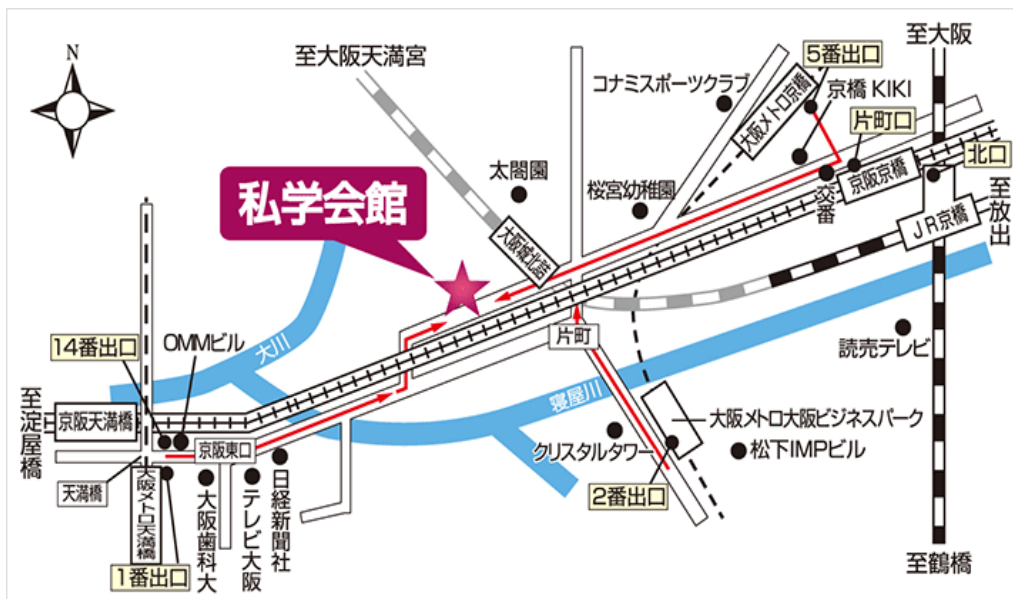 N
至大阪天満宮
至大阪
5番出口
コナミスポーツクラブ
大阪メトロ京橋
京橋KIKI
片町口
太閤園
京阪京橋
北口
交番
桜宮幼稚園
私学会館
大阪城北詰
JR京橋
至放出
14番出口
OMMビル
大川
片町
読売テレビ
寝屋川
至淀屋橋
京阪天満橋
大阪メトロ大阪ビジネスパーク
京阪東口
クリスタルタワー
松下IMPビル
天満橋
2番出口
大阪メトロ天満橋
大阪歯科大
テレビ大阪
日経新聞社
1番出口
至鶴橋